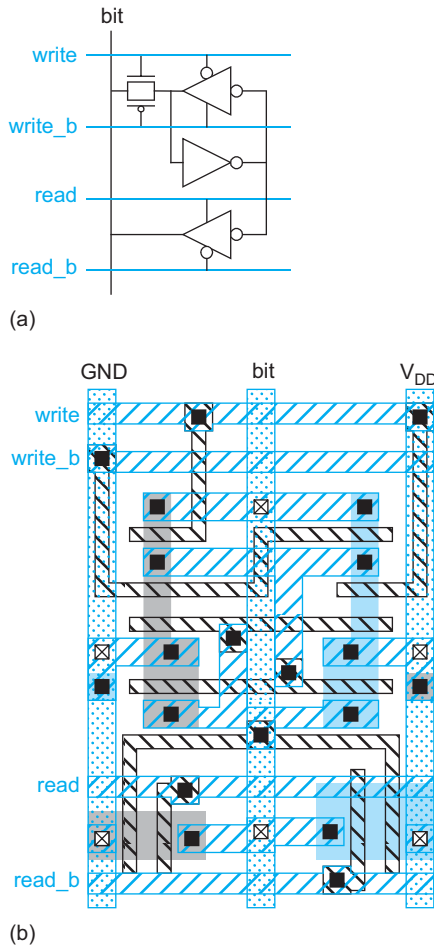 bit
write
write_b
read
read_b
(a)
GND bit VDD
write
write_b
read
read_b
(b)